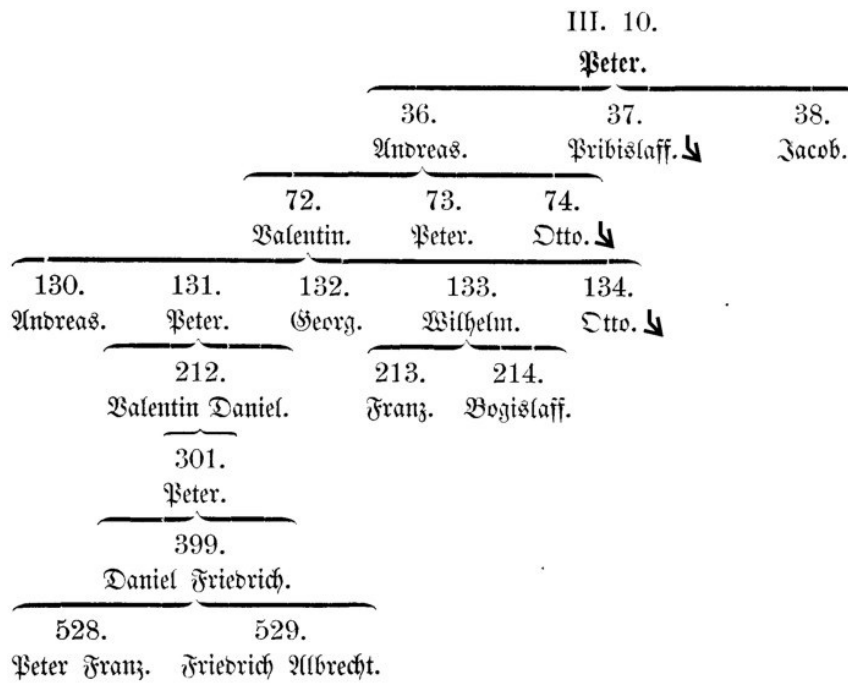 III. 10.
Peter.
36. 37. 38.
Andreas. Pribislaff. Jacob.
72. 73. 74.
Valentin. Peter. Otto.
130. 131. 132. 133. 134.
Andreas. Peter. Georg. Wilhelm. Otto.
212. 213. 214.
Valentin Daniel. Franz. Bogislaff.
301.
Peter.
399.
Daniel Friedrich.
528. 529.
Peter Franz. Friedrich Albrecht.